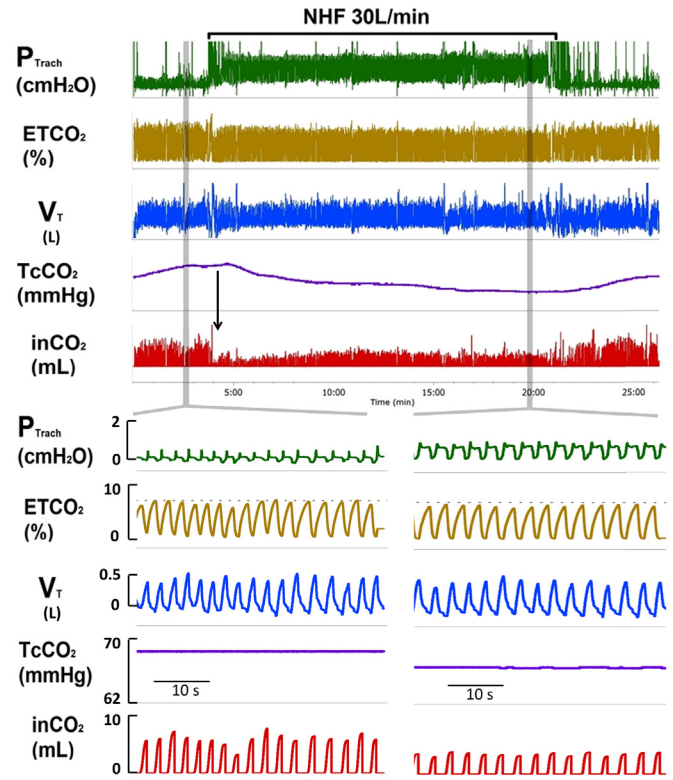 NHF 30L/min
PTrach
(cmH₂O)
ETCO₂
(%)
VT
(L)
TcCO₂
(mmHg)
inCO₂
(mL)
5:00 10:00 15:00 20:00 25:00
Time (min)
PTrach
(cmH₂O)
2
0
ETCO₂
(%)
10
0
VT
(L)
0.5
0
TcCO₂
(mmHg)
70
62
10 s
10 s
inCO₂
(mL)
10
0